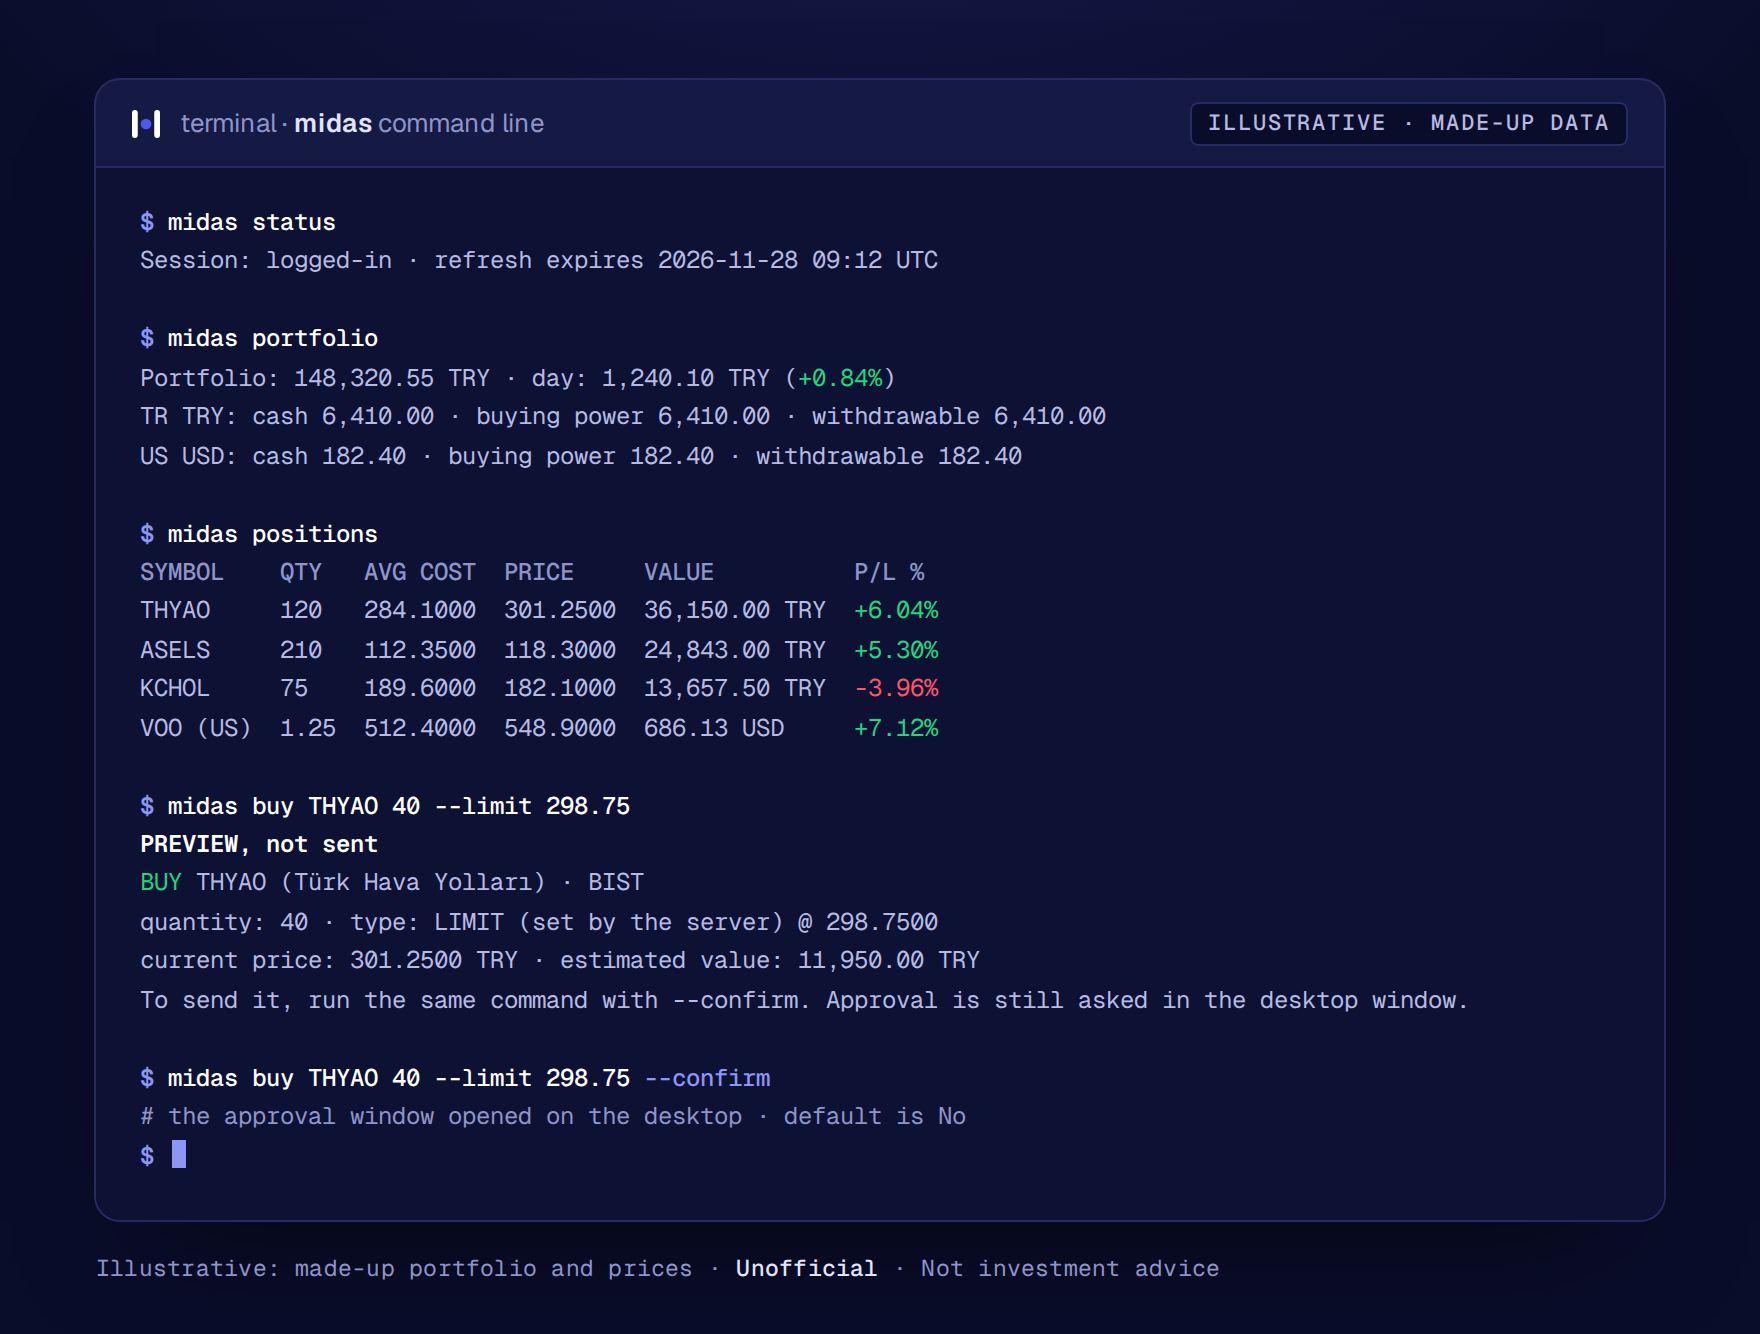 terminal · midas command line
ILLUSTRATIVE · MADE-UP DATA
$ midas status
Session: logged-in · refresh expires 2026-11-28 09:12 UTC
$ midas portfolio
Portfolio: 148,320.55 TRY · day: 1,240.10 TRY (+0.84%)
TR TRY: cash 6,410.00 · buying power 6,410.00 · withdrawable 6,410.00
US USD: cash 182.40 · buying power 182.40 · withdrawable 182.40
$ midas positions
SYMBOL QTY AVG COST PRICE VALUE P/L %
THYAO 120 284.1000 301.2500 36,150.00 TRY +6.04%
ASELS 210 112.3500 118.3000 24,843.00 TRY +5.30%
KCHOL 75 189.6000 182.1000 13,657.50 TRY -3.96%
VOO (US) 1.25 512.4000 548.9000 686.13 USD +7.12%
$ midas buy THYAO 40 --limit 298.75
PREVIEW, not sent
BUY THYAO (Türk Hava Yolları) · BIST
quantity: 40 · type: LIMIT (set by the server) @ 298.7500
current price: 301.2500 TRY · estimated value: 11,950.00 TRY
To send it, run the same command with --confirm. Approval is still asked in the desktop window.
$ midas buy THYAO 40 --limit 298.75 --confirm
# the approval window opened on the desktop · default is No
$
Illustrative: made-up portfolio and prices · Unofficial · Not investment advice